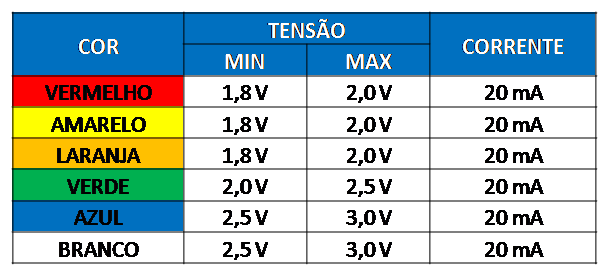 COR TENSÃO CORRENTE
MIN MAX
VERMELHO 1,8 V 2,0 V 20 mA
AMARELO 1,8 V 2,0 V 20 mA
LARANJA 1,8 V 2,0 V 20 mA
VERDE 2,0 V 2,5 V 20 mA
AZUL 2,5 V 3,0 V 20 mA
BRANCO 2,5 V 3,0 V 20 mA